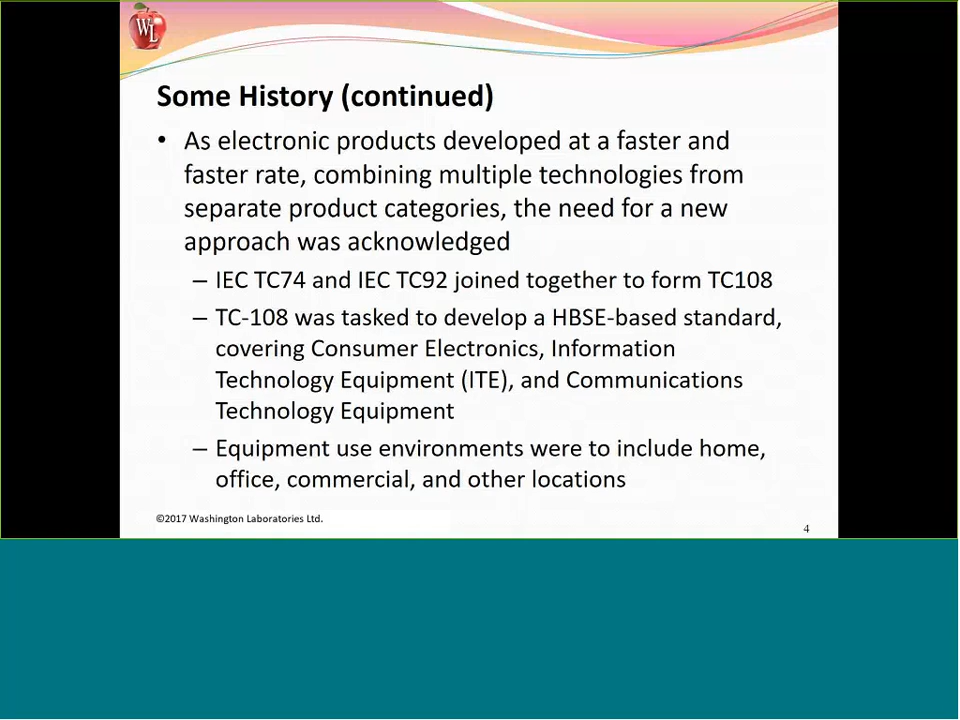 WL
Some History (continued)
• As electronic products developed at a faster and
faster rate, combining multiple technologies from
separate product categories, the need for a new
approach was acknowledged
– IEC TC74 and IEC TC92 joined together to form TC108
– TC-108 was tasked to develop a HBSE-based standard,
covering Consumer Electronics, Information
Technology Equipment (ITE), and Communications
Technology Equipment
– Equipment use environments were to include home,
office, commercial, and other locations
©2017 Washington Laboratories Ltd.
4